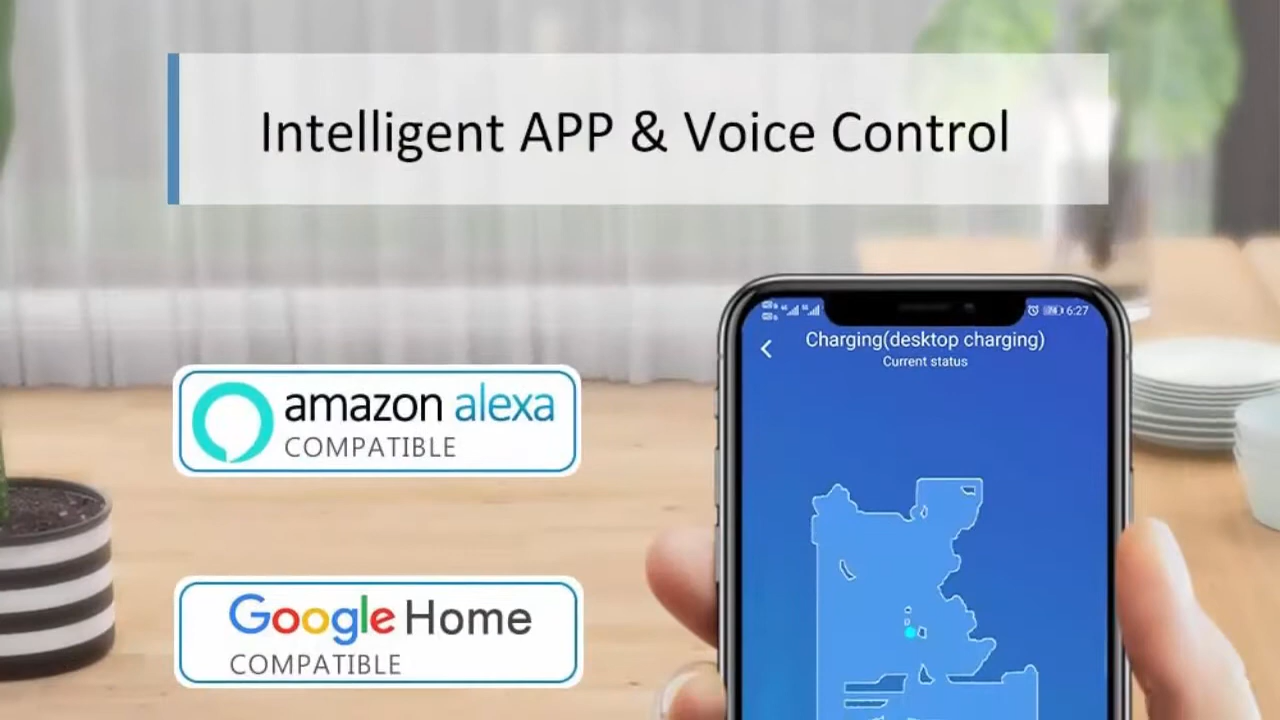 Intelligent APP & Voice Control
6:27
Charging(desktop charging)
Current status
amazon alexa
COMPATIBLE
Google Home
COMPATIBLE